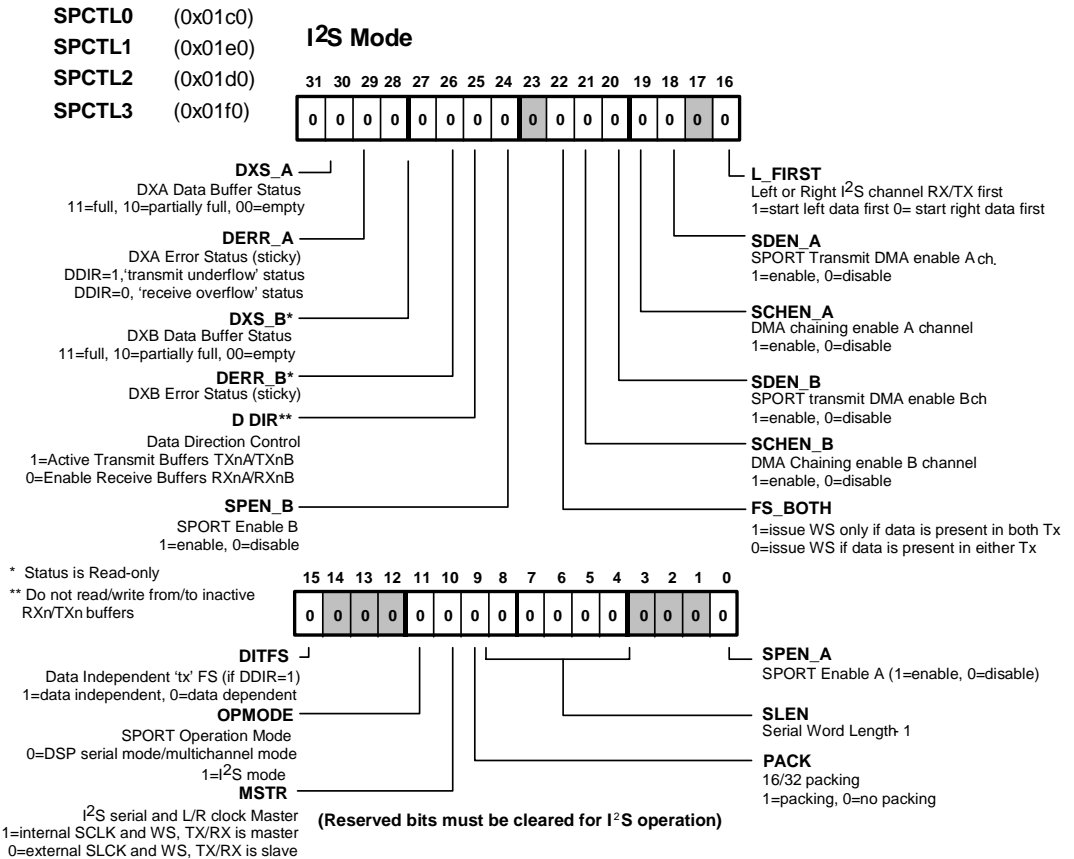 SPCTL0 (0x01c0)
SPCTL1 (0x01e0)
SPCTL2 (0x01d0)
SPCTL3 (0x01f0)
I2S Mode
31 30 29 28 27 26 25 24 23 22 21 20 19 18 17 16
0 0 0 0 0 0 0 0 0 0 0 0 0 0 0 0
DXS_A
DXA Data Buffer Status
11=full, 10=partially full, 00=empty
DERR_A
DXA Error Status (sticky)
DDIR=1,‘transmit underflow’ status
DDIR=0, ‘receive overflow’ status
DXS_B*
DXB Data Buffer Status
11=full, 10=partially full, 00=empty
DERR_B*
DXB Error Status (sticky)
D DIR**
Data Direction Control
1=Active Transmit Buffers TXnA/TXnB
0=Enable Receive Buffers RXnA/RXnB
SPEN_B
SPORT Enable B
1=enable, 0=disable
L_FIRST
Left or Right I2S channel RX/TX first
1=start left data first 0= start right data first
SDEN_A
SPORT Transmit DMA enable A ch.
1=enable, 0=disable
SCHEN_A
DMA chaining enable A channel
1=enable, 0=disable
SDEN_B
SPORT transmit DMA enable Bch
1=enable, 0=disable
SCHEN_B
DMA Chaining enable B channel
1=enable, 0=disable
FS_BOTH
1=issue WS only if data is present in both Tx
0=issue WS if data is present in either Tx
* Status is Read-only
** Do not read/write from/to inactive
RXn/TXn buffers
15 14 13 12 11 10 9 8 7 6 5 4 3 2 1 0
0 0 0 0 0 0 0 0 0 0 0 0 0 0 0 0
DITFS
Data Independent ‘tx’ FS (if DDIR=1)
1=data independent, 0=data dependent
OPMODE
SPORT Operation Mode
0=DSP serial mode/multichannel mode
1=I2S mode
MSTR
I2S serial and L/R clock Master
1=internal SCLK and WS, TX/RX is master
0=external SLCK and WS, TX/RX is slave
SPEN_A
SPORT Enable A (1=enable, 0=disable)
SLEN
Serial Word Length- 1
PACK
16/32 packing
1=packing, 0=no packing
(Reserved bits must be cleared for I2S operation)